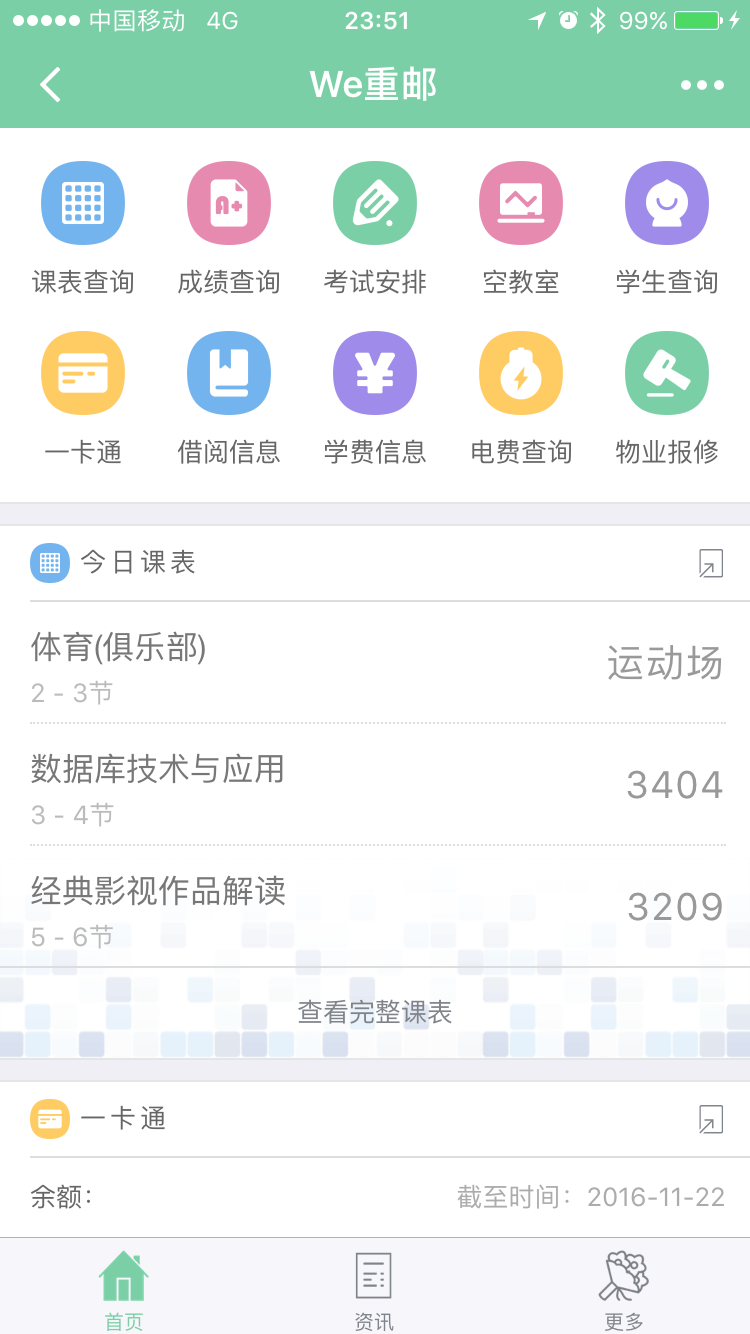 中国移动 4G 23:51 99%
We重邮
课表查询 成绩查询 考试安排 空教室 学生查询
一卡通 借阅信息 学费信息 电费查询 物业报修
今日课表
体育(俱乐部)
运动场
2 - 3节
数据库技术与应用
3404
3 - 4节
经典影视作品解读
3209
5 - 6节
查看完整课表
一卡通
余额: 截至时间: 2016-11-22
首页 资讯 更多